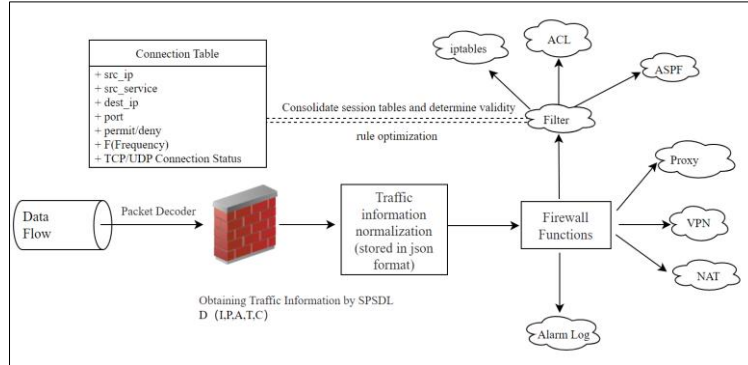 Connection Table
+ src_ip
+ src_service
+ dest_ip
+ port
+ permit/deny
+ F(Frequency)
+ TCP/UDP Connection Status
iptables
ACL
ASPF
Consolidate session tables and determine validity
rule optimization
Filter
Data
Flow
Packet Decoder
Traffic
information
normalization
(stored in json
format)
Firewall
Functions
Proxy
VPN
NAT
Obtaining Traffic Information by SPSDL
D（I,P,A,T,C）
Alarm Log